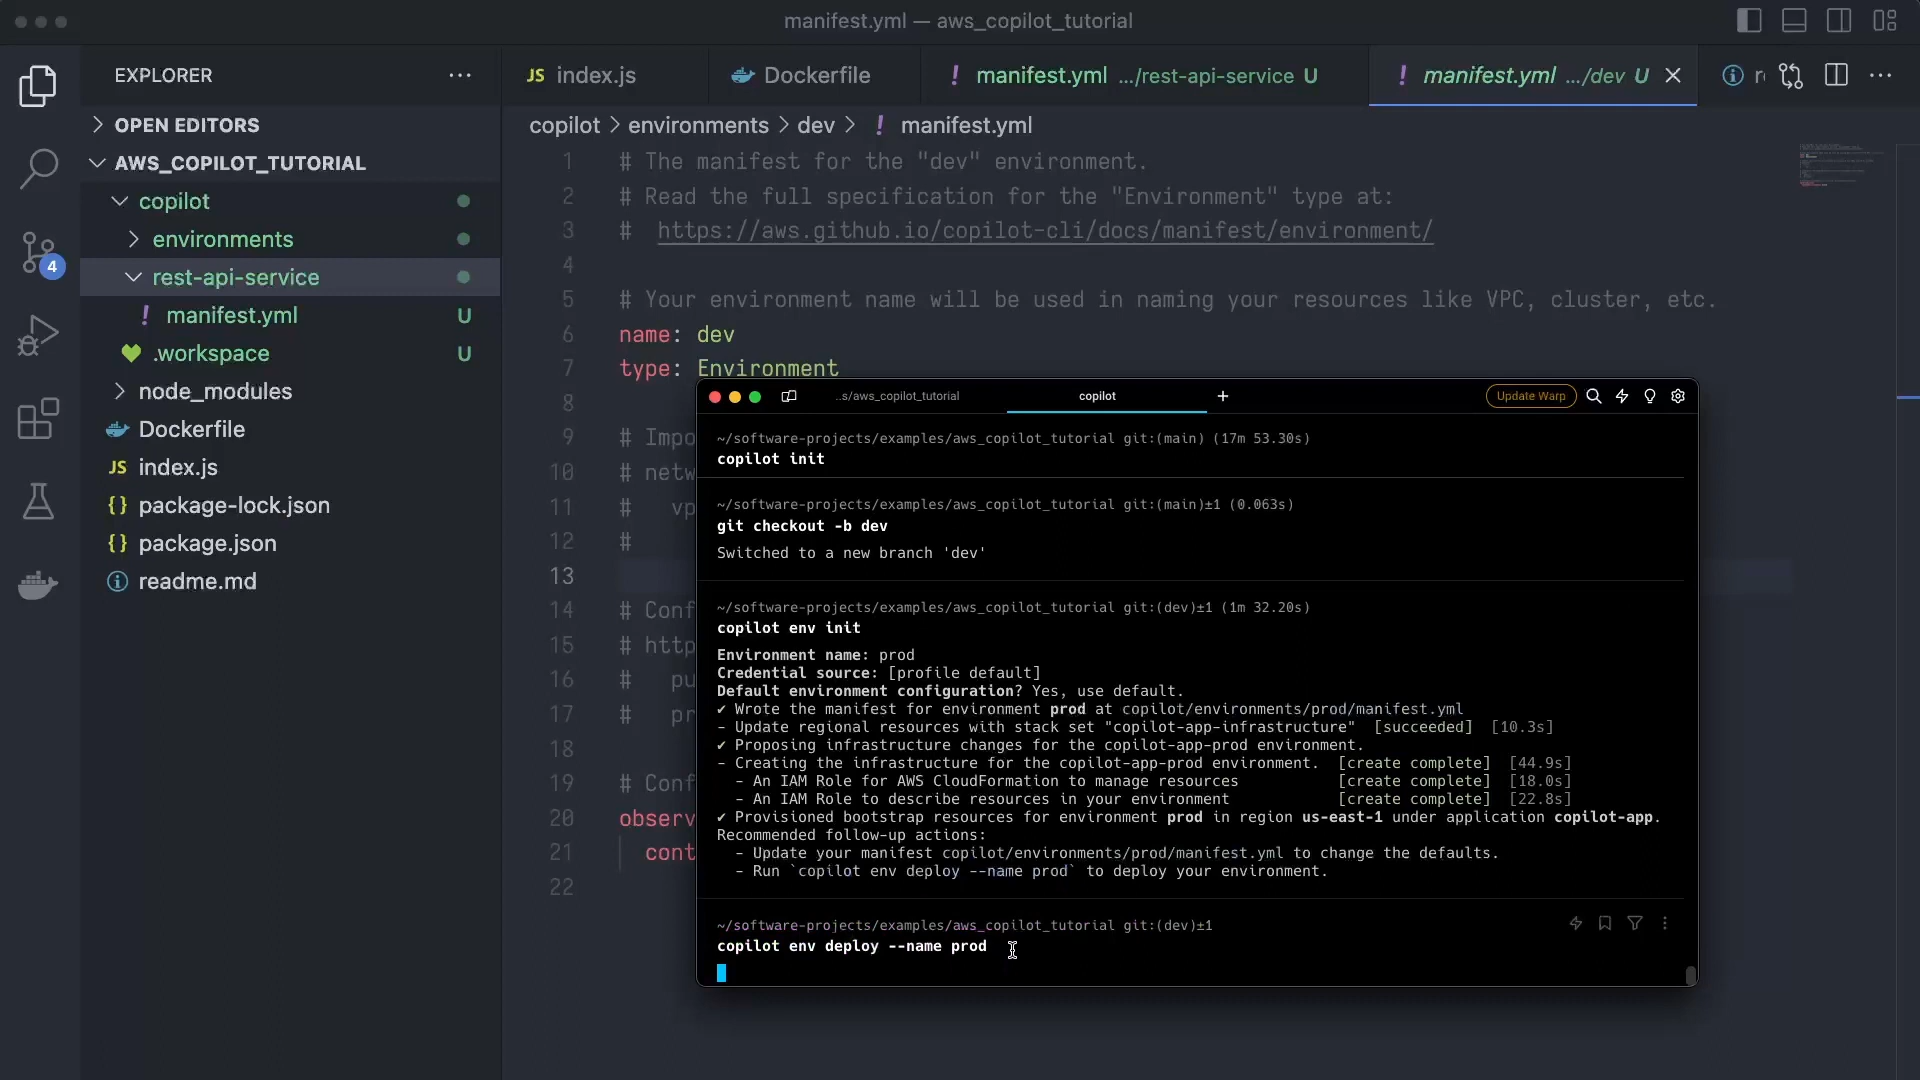 manifest.yml — aws_copilot_tutorial
EXPLORER
JS index.js
Dockerfile
! manifest.yml .../rest-api-service U
! manifest.yml .../dev U
OPEN EDITORS
AWS_COPILOT_TUTORIAL
copilot
environments
rest-api-service
! manifest.yml U
.workspace U
node_modules
Dockerfile
JS index.js
{} package-lock.json
{} package.json
readme.md
4
copilot > environments > dev > ! manifest.yml
1 # The manifest for the "dev" environment.
2 # Read the full specification for the "Environment" type at:
3 # https://aws.github.io/copilot-cli/docs/manifest/environment/
4
5 # Your environment name will be used in naming your resources like VPC, cluster, etc.
6 name: dev
7 type: Environment
8
9 # Impo
10 # netw
11 # vp
12 #
13
14 # Conf
15 # http
16 # pu
17 # pr
18
19 # Conf
20 observ
21 cont
22
..s/aws_copilot_tutorial
copilot
+
Update Warp
~/software-projects/examples/aws_copilot_tutorial git:(main) (17m 53.30s)
copilot init
~/software-projects/examples/aws_copilot_tutorial git:(main)±1 (0.063s)
git checkout -b dev
Switched to a new branch 'dev'
~/software-projects/examples/aws_copilot_tutorial git:(dev)±1 (1m 32.20s)
copilot env init
Environment name: prod
Credential source: [profile default]
Default environment configuration? Yes, use default.
✔ Wrote the manifest for environment prod at copilot/environments/prod/manifest.yml
- Update regional resources with stack set "copilot-app-infrastructure" [succeeded] [10.3s]
✔ Proposing infrastructure changes for the copilot-app-prod environment.
- Creating the infrastructure for the copilot-app-prod environment. [create complete] [44.9s]
- An IAM Role for AWS CloudFormation to manage resources [create complete] [18.0s]
- An IAM Role to describe resources in your environment [create complete] [22.8s]
✔ Provisioned bootstrap resources for environment prod in region us-east-1 under application copilot-app.
Recommended follow-up actions:
- Update your manifest copilot/environments/prod/manifest.yml to change the defaults.
- Run `copilot env deploy --name prod` to deploy your environment.
~/software-projects/examples/aws_copilot_tutorial git:(dev)±1
copilot env deploy --name prod